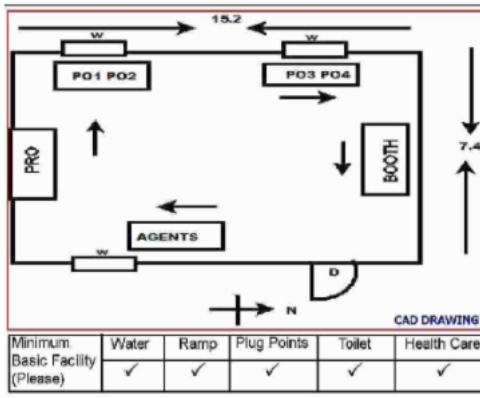 15.2
W W
PO1 PO2 PO3 PO4
7.4
PRO BOOTH
AGENTS
W
D
N
CAD DRAWING
Minimum Basic Facility (Please) Water Ramp Plug Points Toilet Health Care
✓ ✓ ✓ ✓ ✓